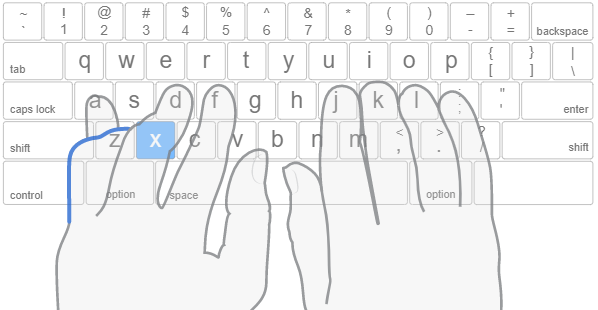 ~ ! @ # $ % ^ & * ( ) – +
` 1 2 3 4 5 6 7 8 9 0 - = backspace
tab q w e r t y u i o p { [ } ] | \
caps lock a s d f g h j k l : ; " ' enter
shift z x c v b n m < , > . ? / shift
control option space option